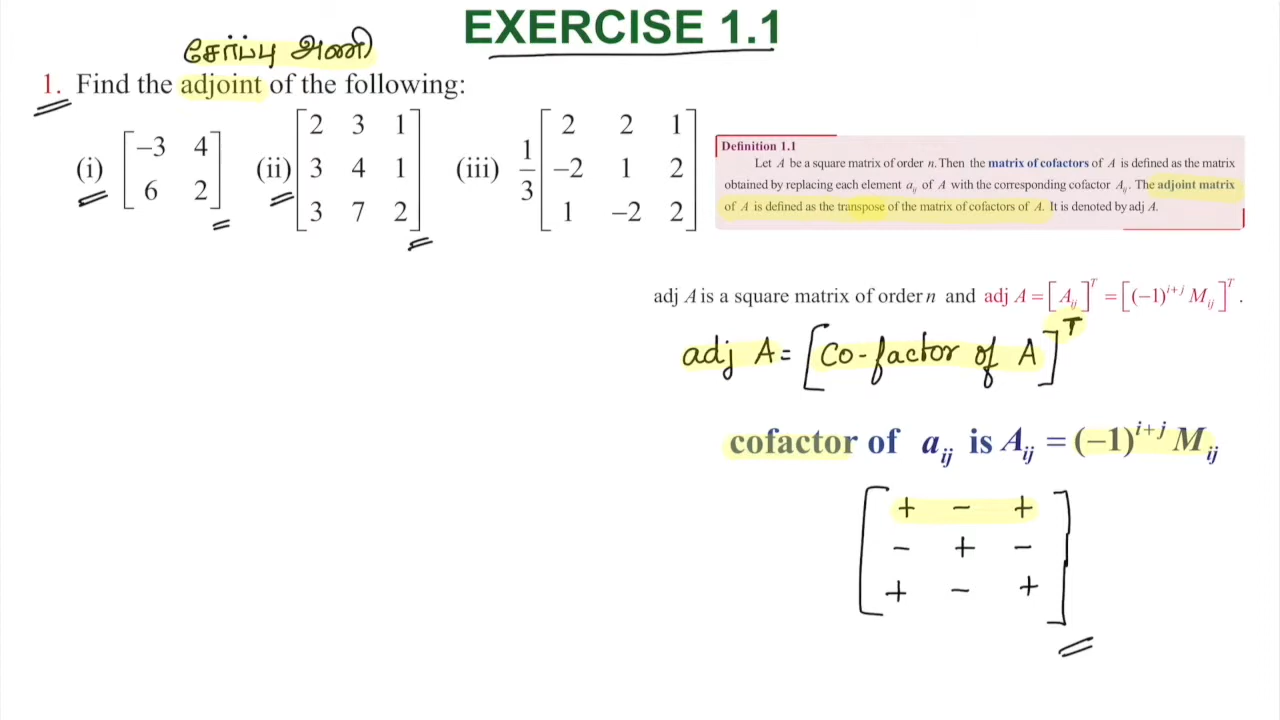 EXERCISE 1.1
சேர்ப்பு அணி
1. Find the adjoint of the following:
(i) [−3 4; 6 2] (ii) [2 3 1; 3 4 1; 3 7 2] (iii) 1/3 [2 2 1; −2 1 2; 1 −2 2]
Definition 1.1
Let A be a square matrix of order n. Then the matrix of cofactors of A is defined as the matrix
obtained by replacing each element a_ij of A with the corresponding cofactor A_ij. The adjoint matrix
of A is defined as the transpose of the matrix of cofactors of A. It is denoted by adj A.
adj A is a square matrix of order n and adj A = [A_ij]^T = [(−1)^{i+j} M_ij]^T.
adj A = [Co-factor of A]^T
cofactor of a_ij is A_ij = (−1)^{i+j} M_ij
+ − +
− + −
+ − +